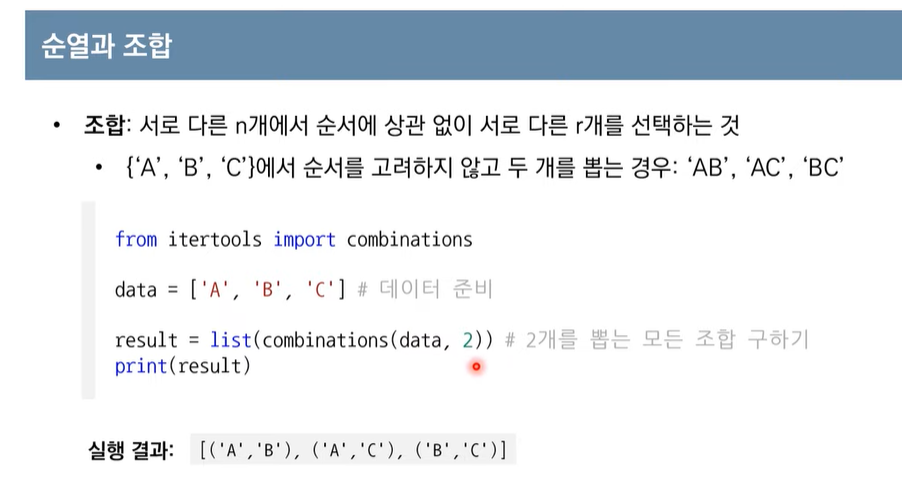 순열과 조합
• 조합: 서로 다른 n개에서 순서에 상관 없이 서로 다른 r개를 선택하는 것
• {‘A’, ‘B’, ‘C’}에서 순서를 고려하지 않고 두 개를 뽑는 경우: ‘AB’, ‘AC’, ‘BC’
from itertools import combinations
data = ['A', 'B', 'C'] # 데이터 준비
result = list(combinations(data, 2)) # 2개를 뽑는 모든 조합 구하기
print(result)
실행 결과: [('A','B'), ('A','C'), ('B','C')]